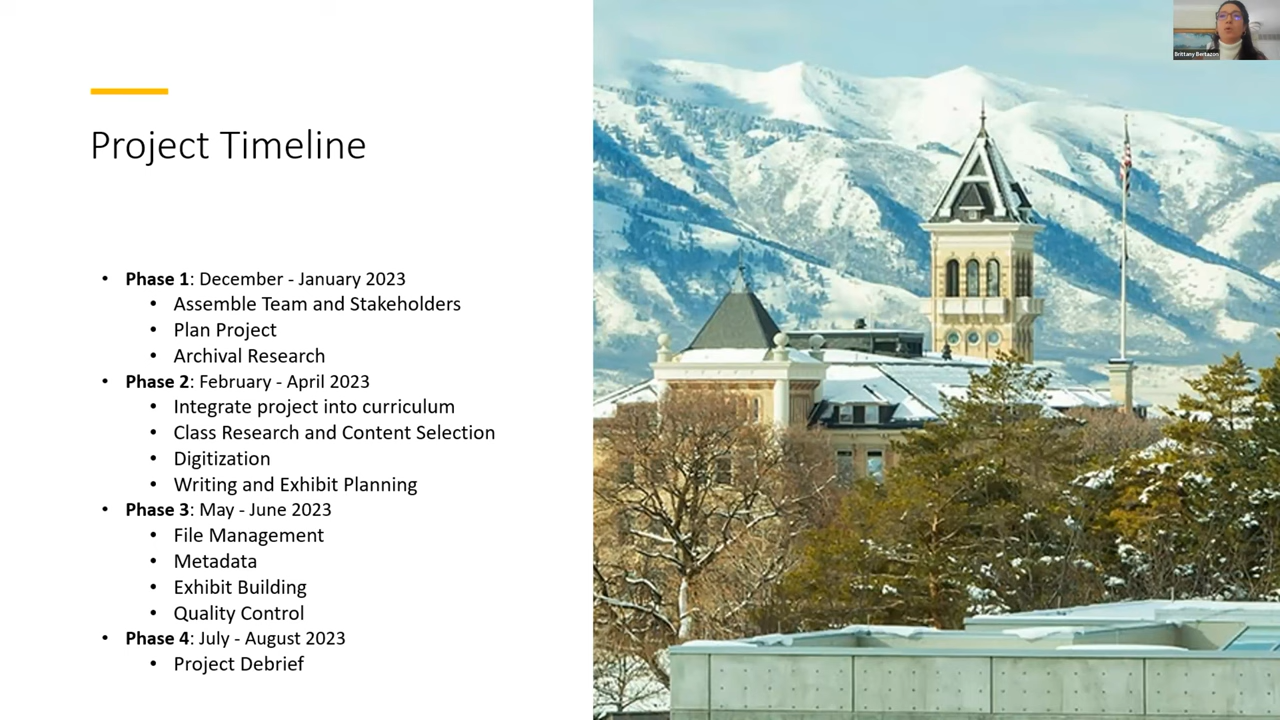 Project Timeline
• Phase 1: December - January 2023
• Assemble Team and Stakeholders
• Plan Project
• Archival Research
• Phase 2: February - April 2023
• Integrate project into curriculum
• Class Research and Content Selection
• Digitization
• Writing and Exhibit Planning
• Phase 3: May - June 2023
• File Management
• Metadata
• Exhibit Building
• Quality Control
• Phase 4: July - August 2023
• Project Debrief
Brittany Bertazon